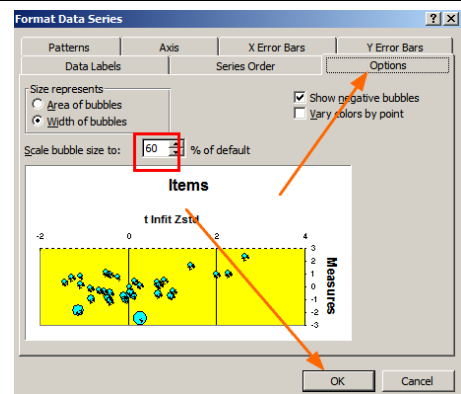 Format Data Series
? X
Patterns Axis X Error Bars Y Error Bars
Data Labels Series Order Options
Size represents
Area of bubbles
Width of bubbles
Show negative bubbles
Vary colors by point
Scale bubble size to: 60 % of default
Items
t Infit Zstd
-2 0 2 4
3
2
1
0
-1
-2
-3
Measures
OK Cancel